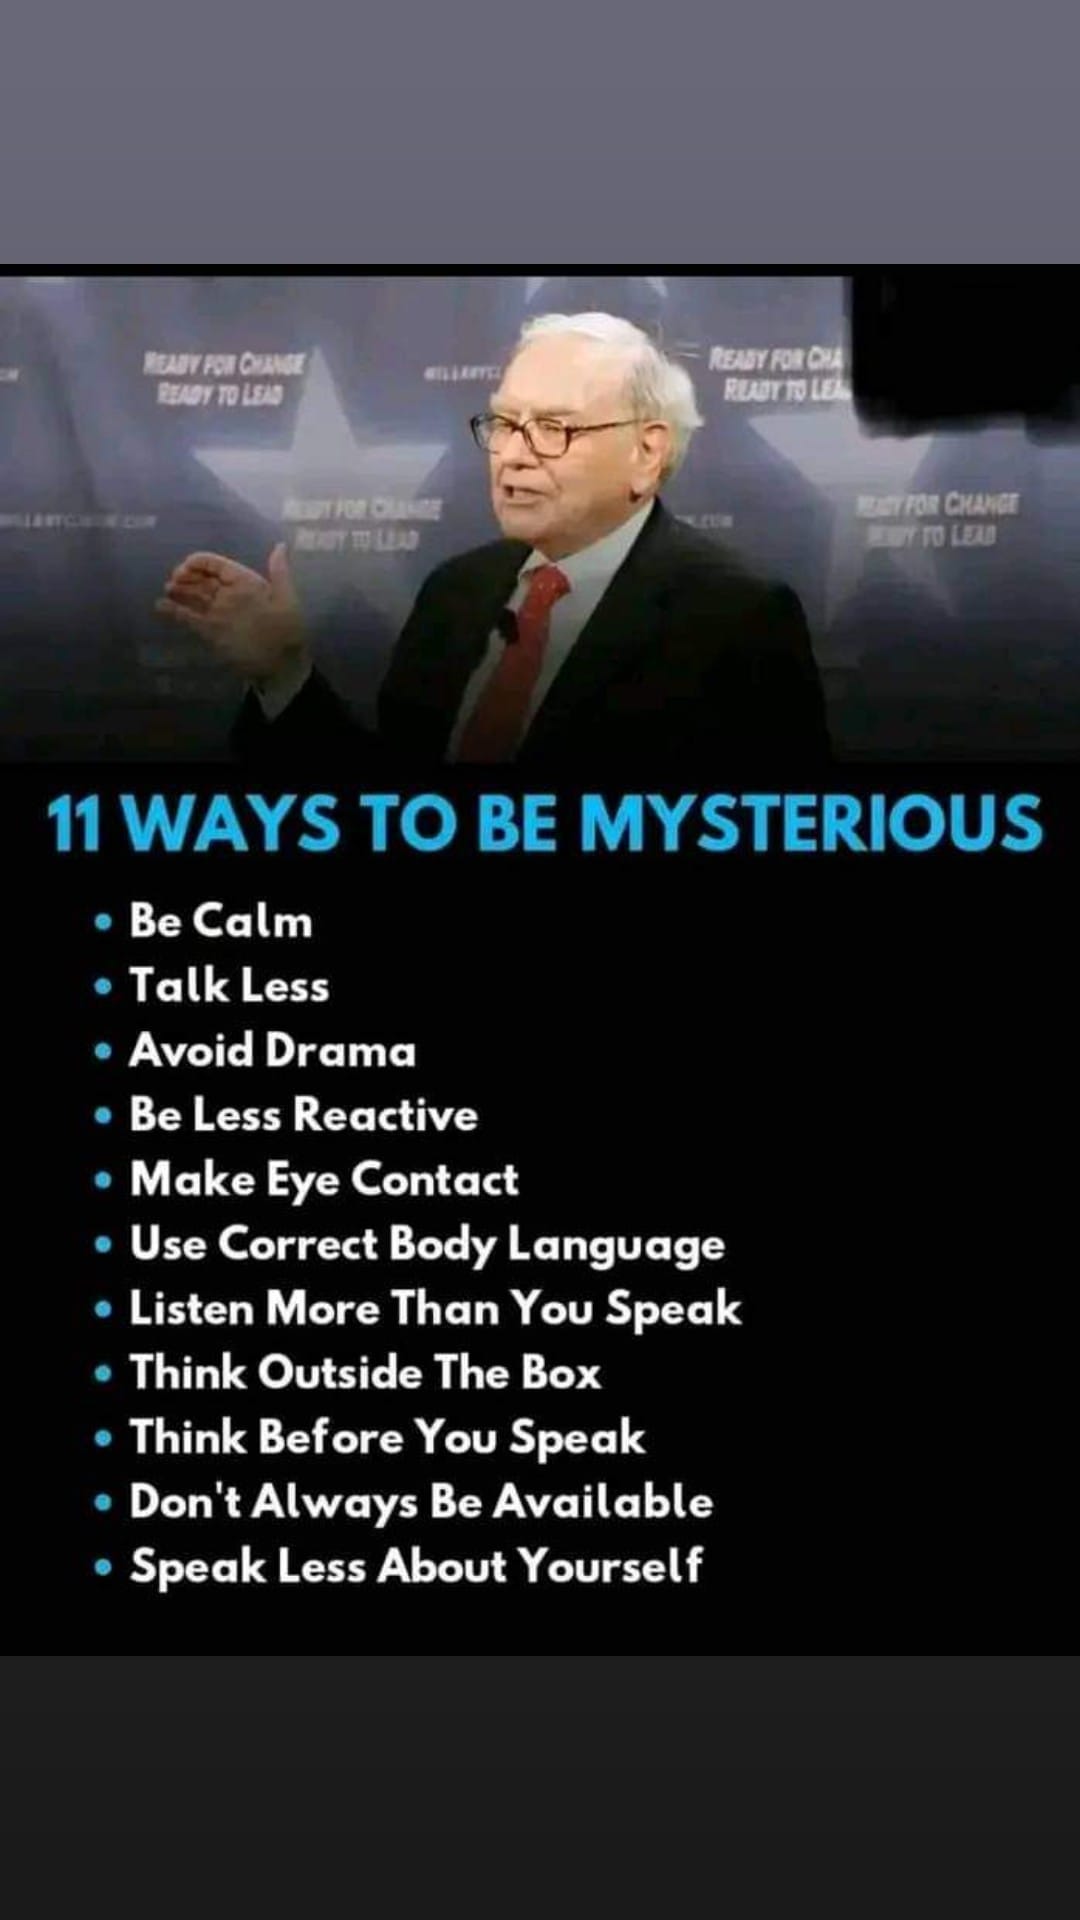 READY FOR CHANGE
READY TO LEAD
READY FOR CHA
READY TO LEA
READY FOR CHANGE
READY TO LEAD
READY FOR CHANGE
READY TO LEAD
11 WAYS TO BE MYSTERIOUS
• Be Calm
• Talk Less
• Avoid Drama
• Be Less Reactive
• Make Eye Contact
• Use Correct Body Language
• Listen More Than You Speak
• Think Outside The Box
• Think Before You Speak
• Don't Always Be Available
• Speak Less About Yourself